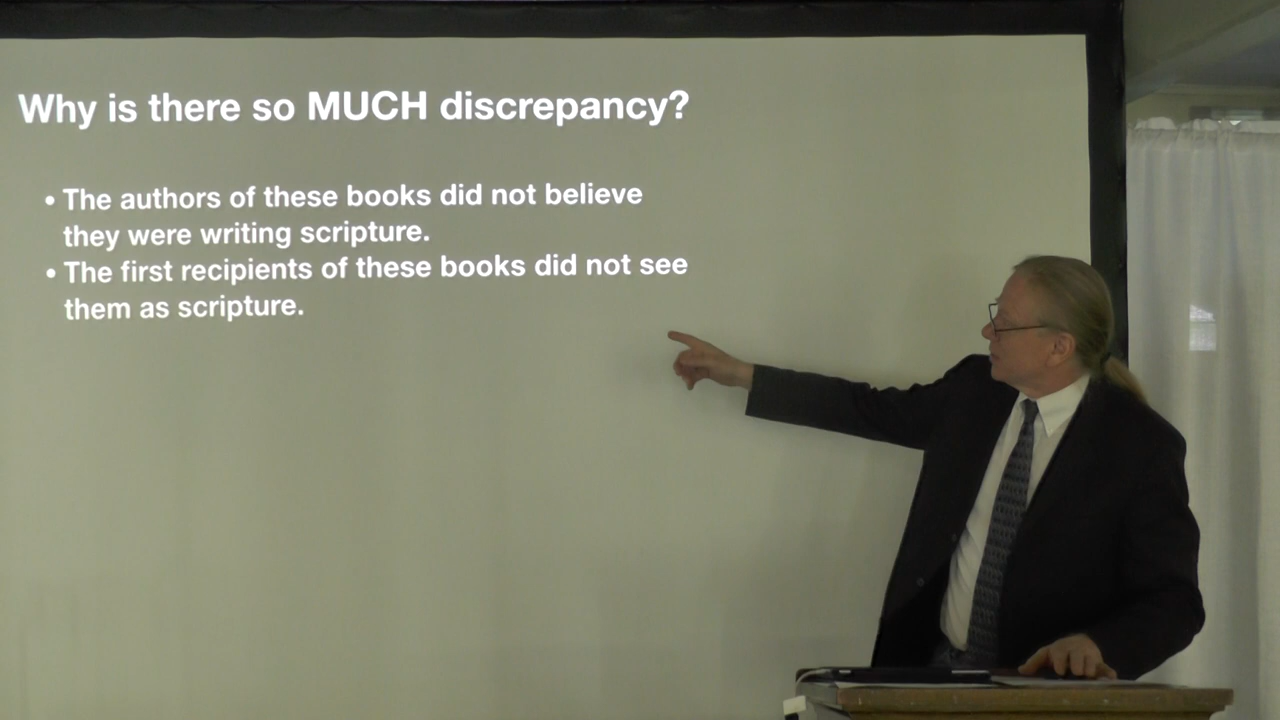 Why is there so MUCH discrepancy?
• The authors of these books did not believe
they were writing scripture.
• The first recipients of these books did not see
them as scripture.